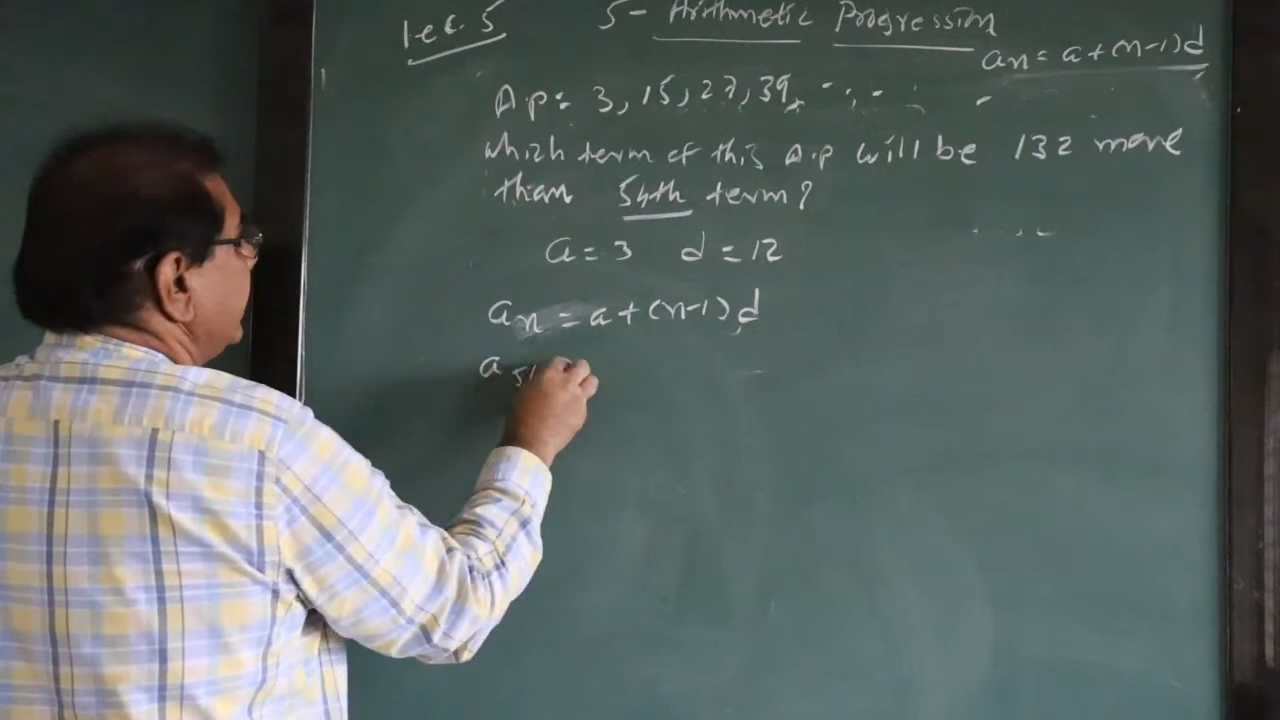 Lec. 5
5- Arithmetic Progression
an = a+(n-1)d
A.p: 3, 15, 27, 39, ....
which term of this A.p will be 132 more
than 54th term?
a = 3 d = 12
an = a+(n-1)d
a 5